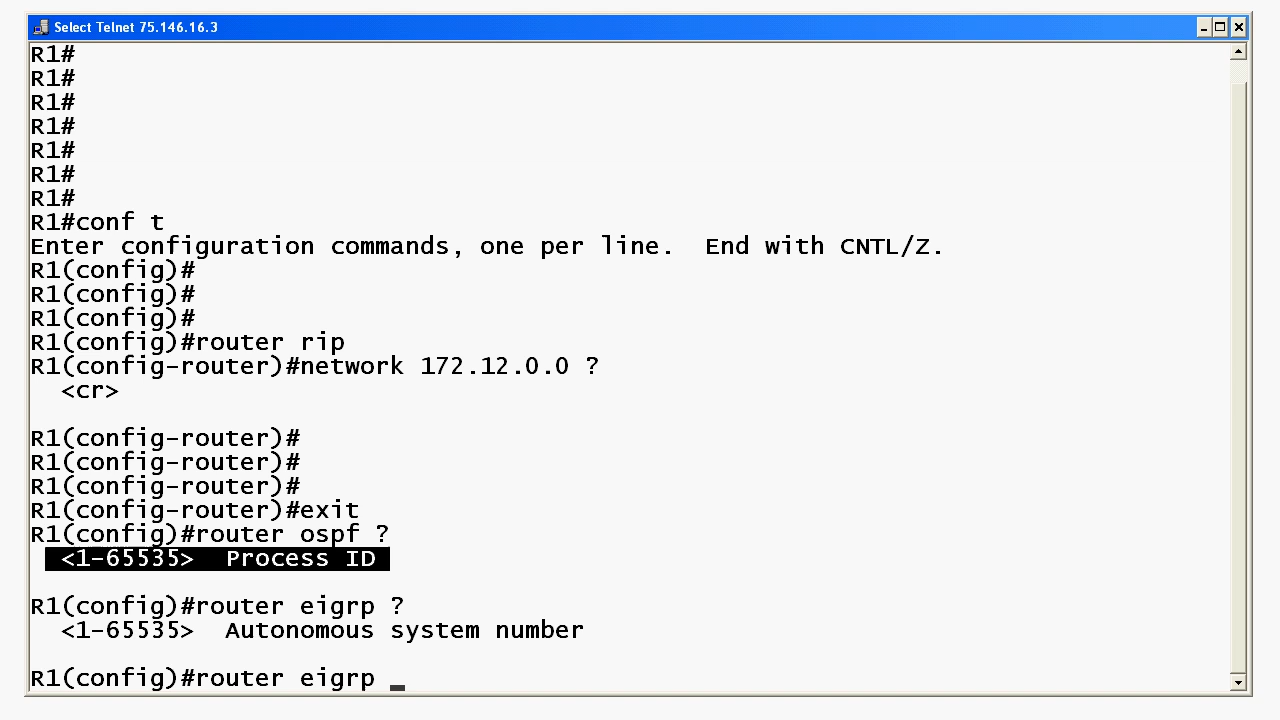 Select Telnet 75.146.16.3
R1#
R1#
R1#
R1#
R1#
R1#
R1#
R1#conf t
Enter configuration commands, one per line.  End with CNTL/Z.
R1(config)#
R1(config)#
R1(config)#
R1(config)#router rip
R1(config-router)#network 172.12.0.0 ?
  <cr>
R1(config-router)#
R1(config-router)#
R1(config-router)#
R1(config-router)#exit
R1(config)#router ospf ?
  <1-65535>  Process ID
R1(config)#router eigrp ?
  <1-65535>  Autonomous system number
R1(config)#router eigrp _